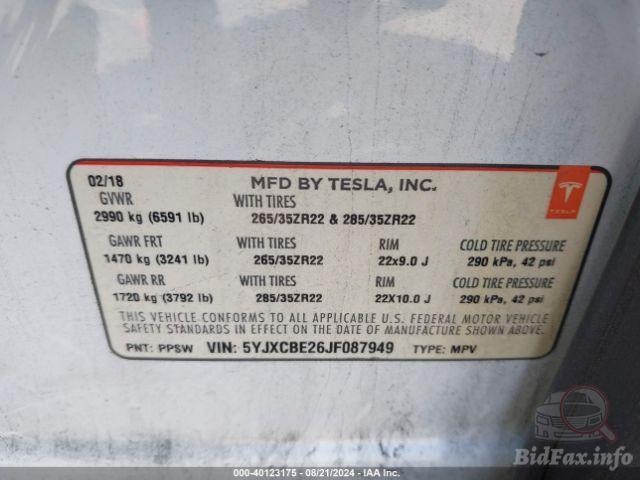 02/18 MFD BY TESLA, INC.
GVWR WITH TIRES
2990 kg (6591 lb) 265/35ZR22 & 285/35ZR22
GAWR FRT WITH TIRES RIM COLD TIRE PRESSURE
1470 kg (3241 lb) 265/35ZR22 22x9.0 J 290 kPa, 42 psi
GAWR RR WITH TIRES RIM COLD TIRE PRESSURE
1720 kg (3792 lb) 285/35ZR22 22X10.0 J 290 kPa, 42 psi
THIS VEHICLE CONFORMS TO ALL APPLICABLE U.S. FEDERAL MOTOR VEHICLE
SAFETY STANDARDS IN EFFECT ON THE DATE OF MANUFACTURE SHOWN ABOVE.
PNT: PPSW VIN: 5YJXCBE26JF087949 TYPE: MPV
TESLA
BidFax.info
000-40123175 - 08/21/2024 - IAA Inc.